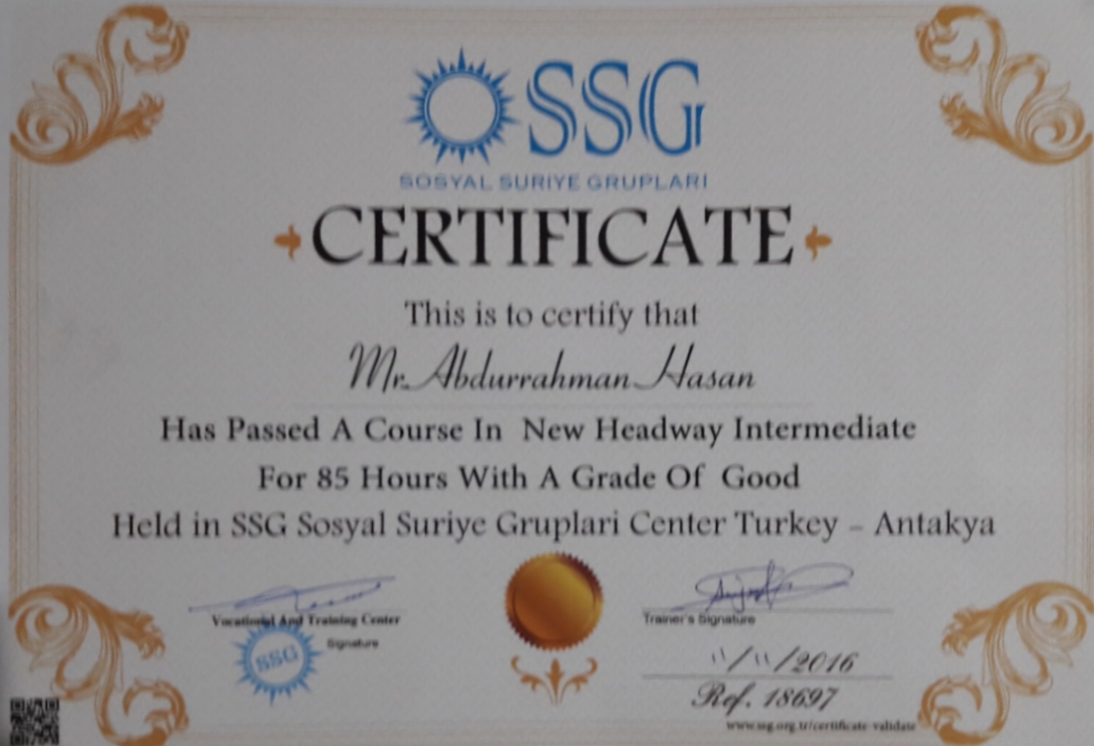 SSG
SOSYAL SURIYE GRUPLARI
CERTIFICATE
This is to certify that
Mr. Abdurrahman Hasan
Has Passed A Course In New Headway Intermediate
For 85 Hours With A Grade Of Good
Held in SSG Sosyal Suriye Gruplari Center Turkey - Antakya
Vocational And Training Center
Signature
SSG
Trainer's Signature
11/11/2016
Ref. 18697
www.ssg.org.tr/certificate-validate